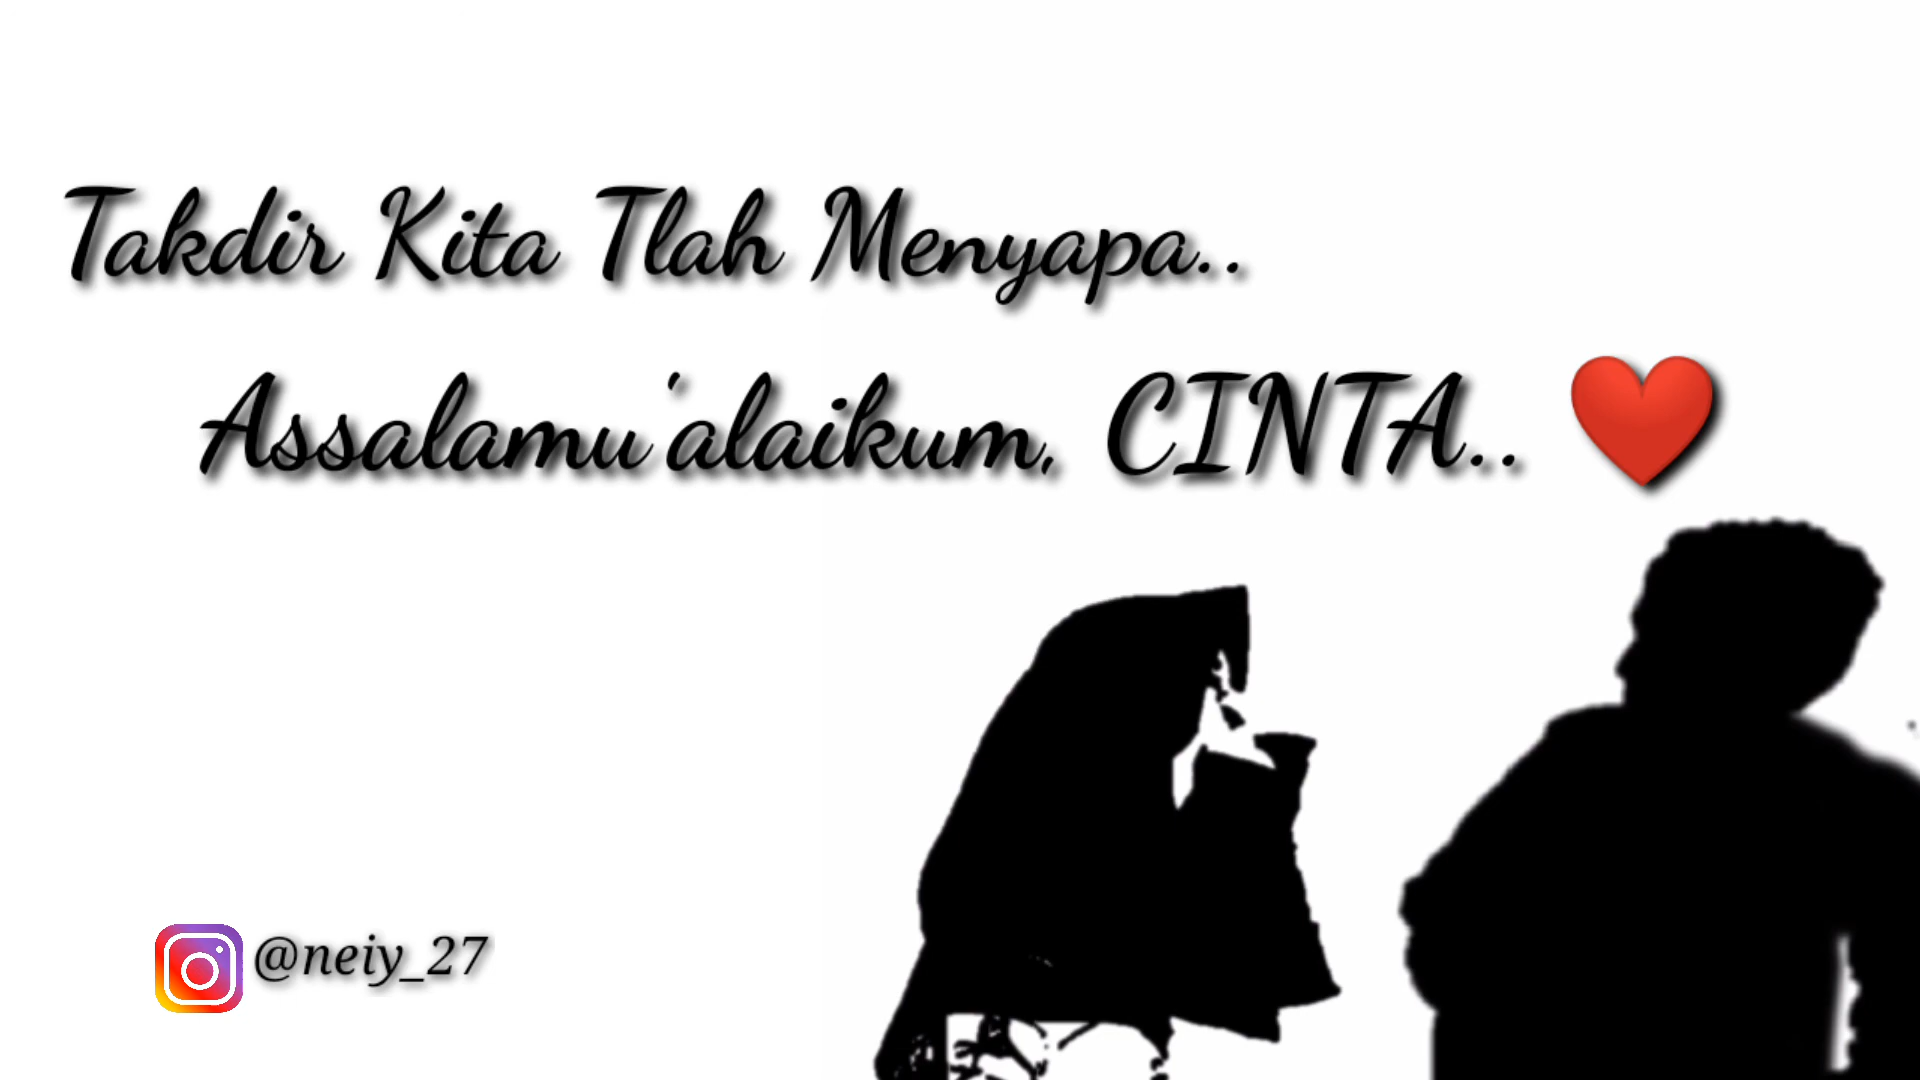 Takdir Kita Tlah Menyapa..
Assalamu'alaikum, CINTA.. ❤️
@neiy_27